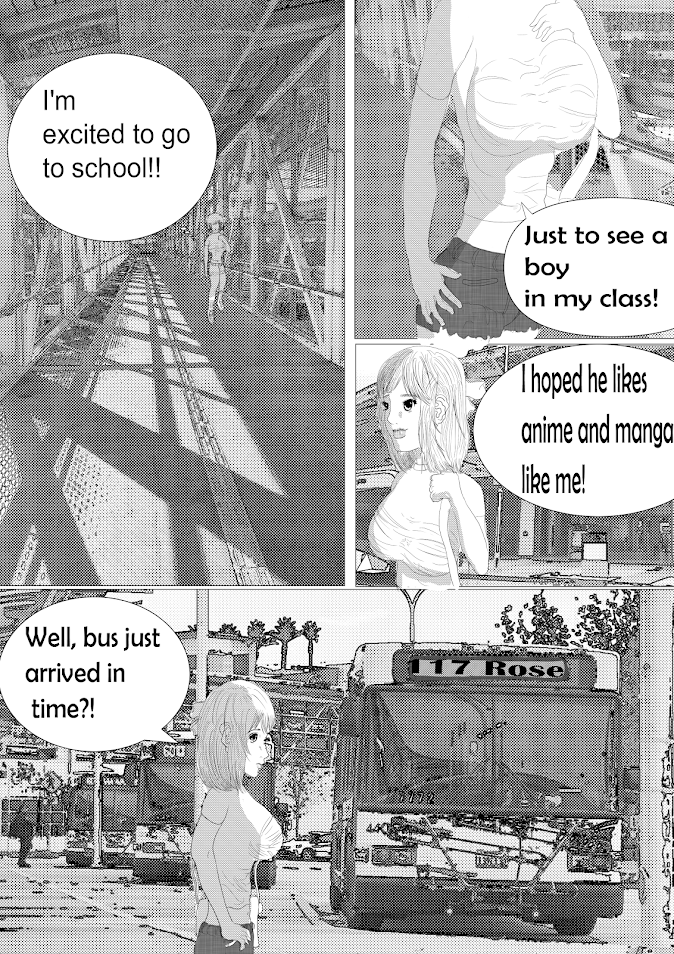 I'm
excited to go
to school!!
Just to see a
boy
in my class!
I hoped he likes
anime and manga
like me!
Well, bus just
arrived in
time?!
117 Rose